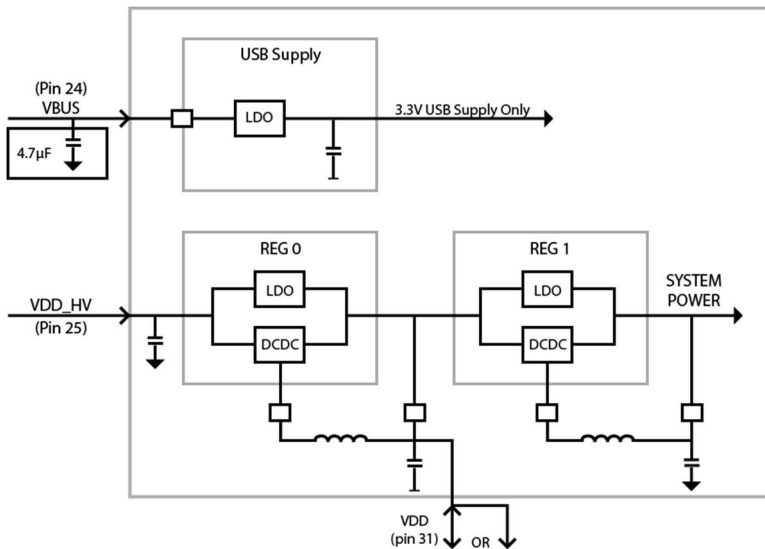 USB Supply
(Pin 24)
VBUS
LDO
3.3V USB Supply Only
4.7µF
REG 0
REG 1
LDO
LDO
SYSTEM
POWER
VDD_HV
(Pin 25)
DCDC
DCDC
VDD
(pin 31)
OR